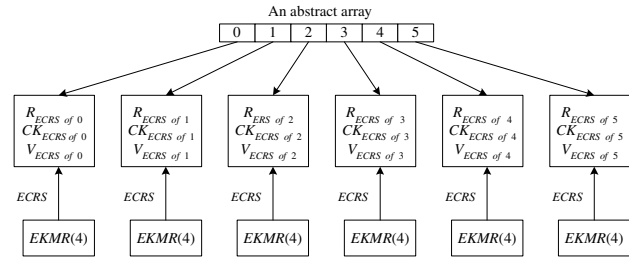 An abstract array
0 1 2 3 4 5
R_ECRS of 0 R_ECRS of 1 R_ERS of 2 R_ECRS of 3 R_ECRS of 4 R_ECRS of 5
CK_ECRS of 0 CK_ECRS of 1 CK_ECRS of 2 CK_ECRS of 3 CK_ECRS of 4 CK_ECRS of 5
V_ECRS of 0 V_ECRS of 1 V_ECRS of 2 V_ECRS of 3 V_ECRS of 4 V_ECRS of 5
ECRS ECRS ECRS ECRS ECRS ECRS
EKMR(4) EKMR(4) EKMR(4) EKMR(4) EKMR(4) EKMR(4)